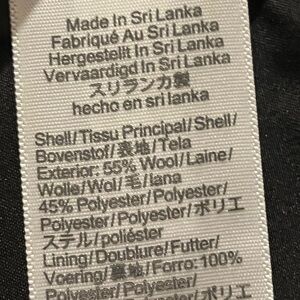 Made In Sri Lanka
Fabriqué Au Sri Lanka
Hergestellt In Sri Lanka
Vervaardigd In Sri Lanka
スリランカ製
hecho en sri lanka
Shell/Tissu Principal/Shell/
Bovenstof/表地/Tela
Exterior: 55% Wool/Laine/
Wolle/Wol/毛/lana
45% Polyester/Polyester/
Polyester/Polyester/ポリエ
ステル/poliéster
Lining/Doublure/Futter/
Voering/裏地/Forro: 100%
Polyester/Polyester/